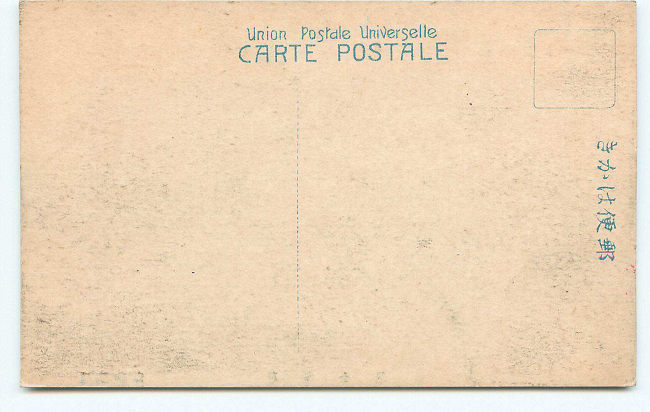 Union Postale Universelle
CARTE POSTALE
郵便はかき